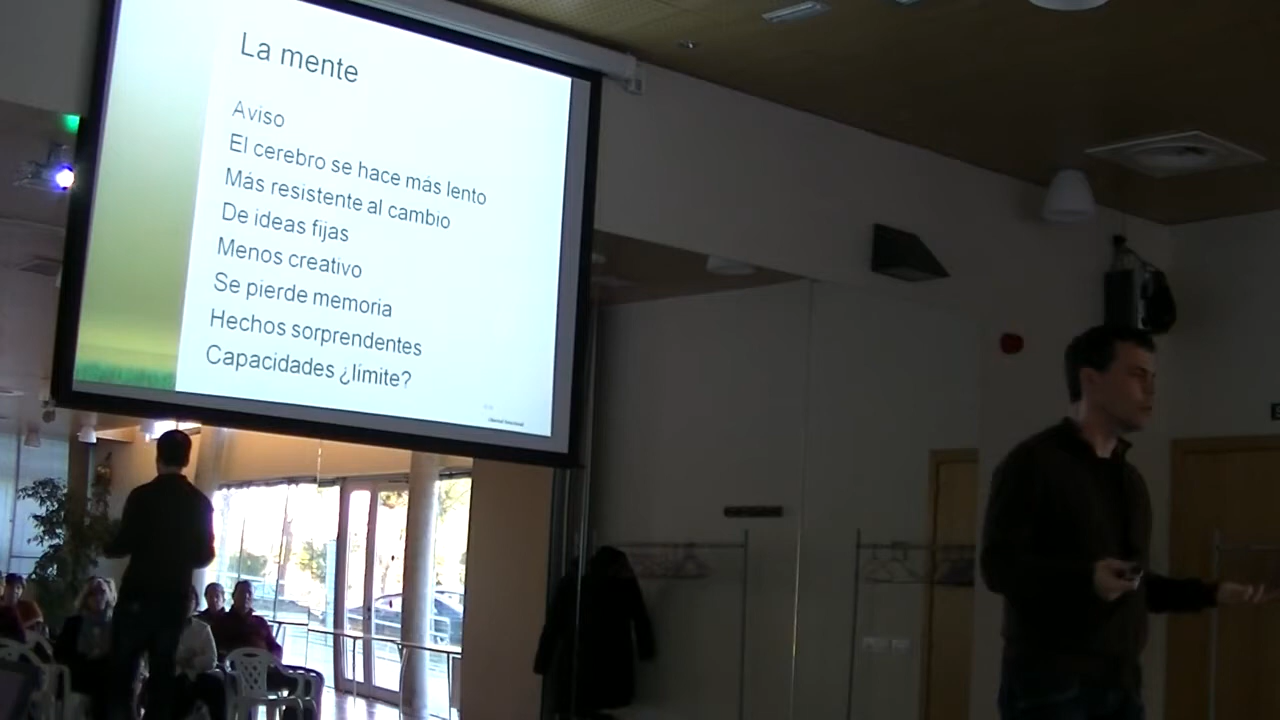 La mente
Aviso
El cerebro se hace más lento
Más resistente al cambio
De ideas fijas
Menos creativo
Se pierde memoria
Hechos sorprendentes
Capacidades ¿límite?